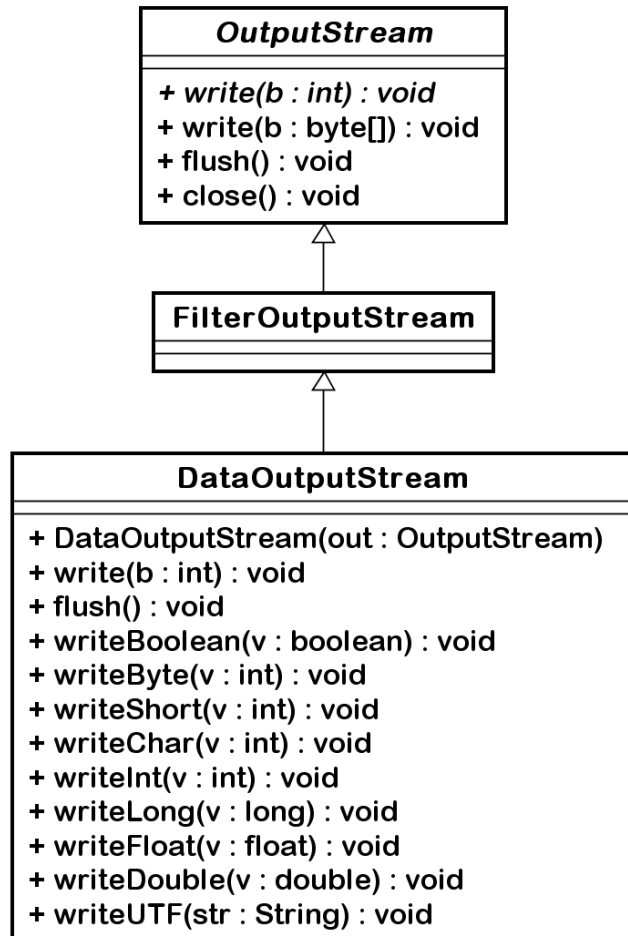 OutputStream
+ write(b : int) : void
+ write(b : byte[]) : void
+ flush() : void
+ close() : void
FilterOutputStream
DataOutputStream
+ DataOutputStream(out : OutputStream)
+ write(b : int) : void
+ flush() : void
+ writeBoolean(v : boolean) : void
+ writeByte(v : int) : void
+ writeShort(v : int) : void
+ writeChar(v : int) : void
+ writeInt(v : int) : void
+ writeLong(v : long) : void
+ writeFloat(v : float) : void
+ writeDouble(v : double) : void
+ writeUTF(str : String) : void